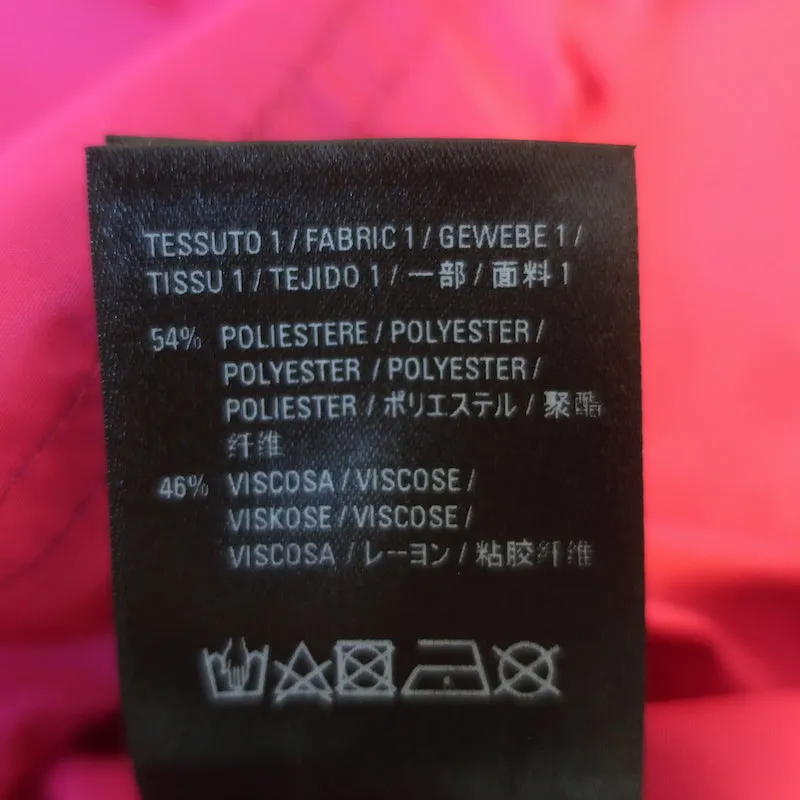 TESSUTO 1 / FABRIC 1 / GEWEBE 1 /
TISSU 1 / TEJIDO 1 / 一部 / 面料 1
54% POLIESTERE / POLYESTER /
POLYESTER / POLYESTER /
POLIESTER / ポリエステル / 聚酯
纤维
46% VISCOSA / VISCOSE /
VISKOSE / VISCOSE /
VISCOSA / レーヨン / 粘胶纤维